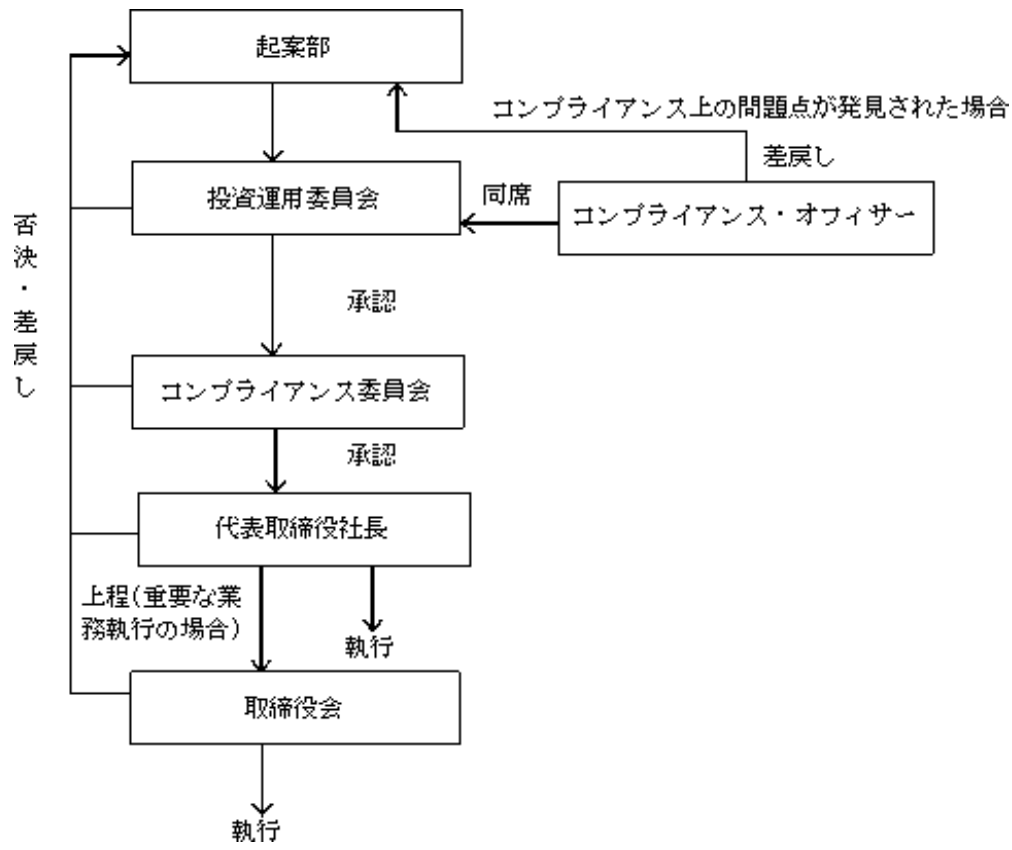 起案部
コンプライアンス上の問題点が発見された場合
差戻し
投資運用委員会
同席
コンプライアンス・オフィサー
否決・差戻し
承認
コンプライアンス委員会
承認
代表取締役社長
上程(重要な業
務執行の場合)
執行
取締役会
執行